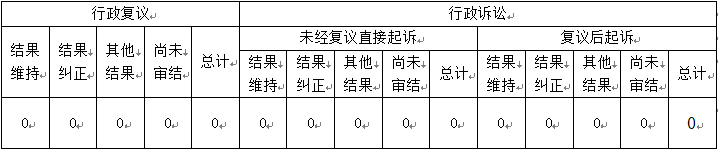 行政复议 行政诉讼
未经复议直接起诉 复议后起诉
结果 结果 其他 尚未 总计 结果 结果 其他 尚未 总计 结果 结果 其他 尚未 总计
维持 纠正 结果 审结 维持 纠正 结果 审结 维持 纠正 结果 审结
0 0 0 0 0 0 0 0 0 0 0 0 0 0 0